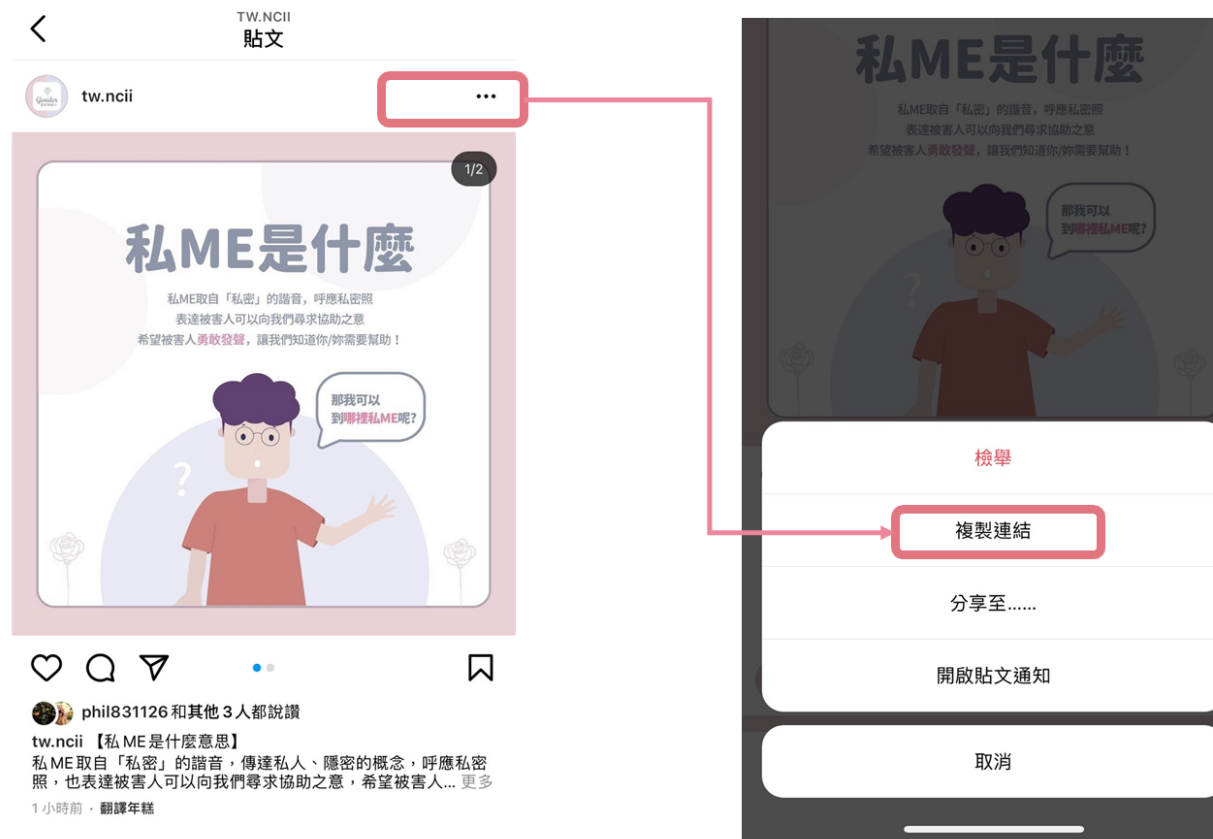 TW.NCII
貼文
tw.ncii
1/2
私ME是什麼
私ME取自「私密」的諧音，呼應私密照
表達被害人可以向我們尋求協助之意
希望被害人勇敢發聲，讓我們知道你/妳需要幫助！
那我可以
到哪裡私ME呢?
?
phil831126 和其他 3 人都說讚
tw.ncii 【私 ME 是什麼意思】
私 ME 取自「私密」的諧音，傳達私人、隱密的概念，呼應私密
照，也表達被害人可以向我們尋求協助之意，希望被害人... 更多
1 小時前 · 翻譯年糕
私ME是什麼
私ME取自「私密」的諧音，呼應私密照
表達被害人可以向我們尋求協助之意
希望被害人勇敢發聲，讓我們知道你/妳需要幫助！
那我可以
到哪裡私ME呢?
?
檢舉
複製連結
分享至......
開啟貼文通知
取消